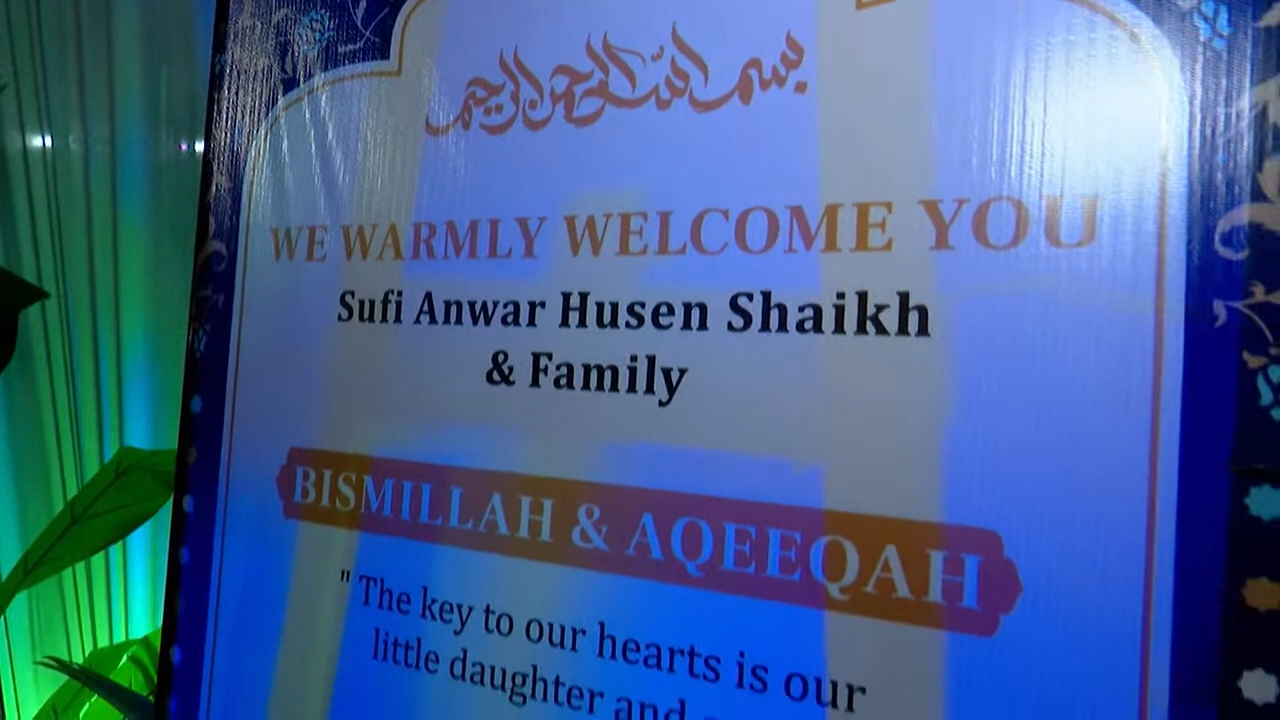 بسم الله الرحمن الرحيم
WE WARMLY WELCOME YOU
Sufi Anwar Husen Shaikh
& Family
BISMILLAH & AQEEQAH
" The key to our hearts is our
little daughter and